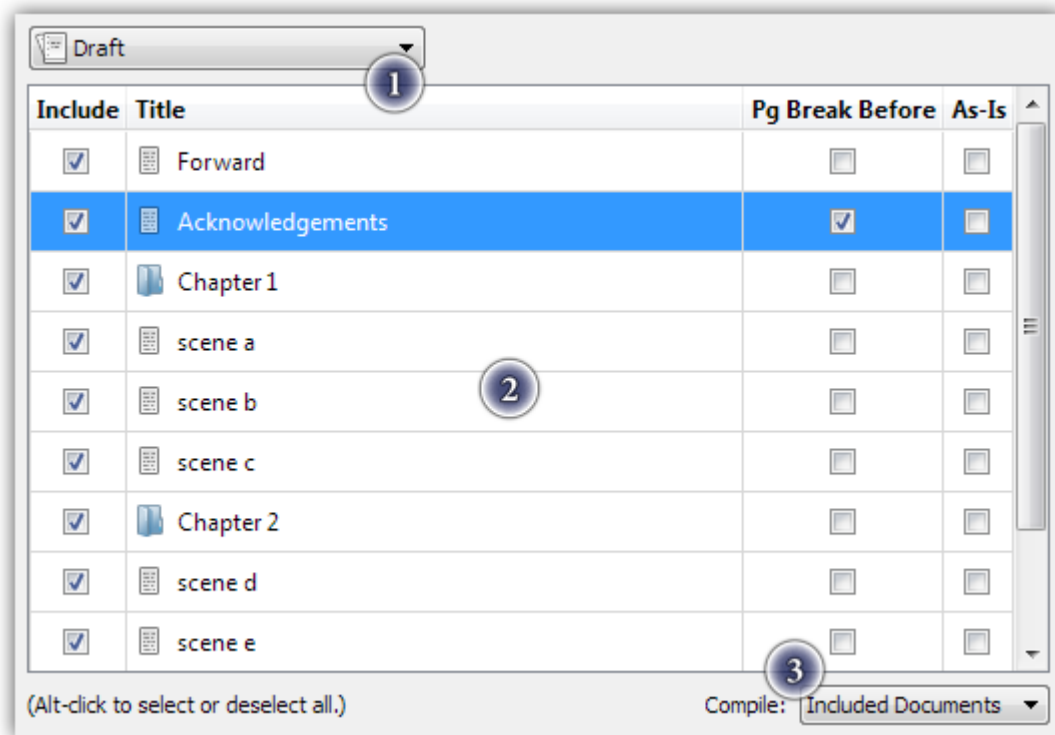 Draft
1
Include Title Pg Break Before As-Is
Forward
Acknowledgements
Chapter 1
scene a
scene b
2
scene c
Chapter 2
scene d
scene e
3
(Alt-click to select or deselect all.) Compile: Included Documents